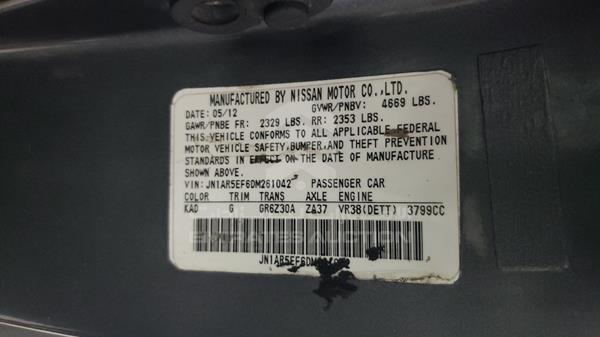 MANUFACTURED BY NISSAN MOTOR CO.,LTD.
DATE: 05/12 GVWR/PNBV: 4669 LBS.
GAWR/PNBE FR: 2329 LBS. RR: 2353 LBS.
THIS VEHICLE CONFORMS TO ALL APPLICABLE FEDERAL
MOTOR VEHICLE SAFETY,BUMPER,AND THEFT PREVENTION
STANDARDS IN EFFECT ON THE DATE OF MANUFACTURE
SHOWN ABOVE.
VIN: JN1AR5EF6DM261042 PASSENGER CAR
COLOR TRIM TRANS AXLE ENGINE
KAD G GR6Z30A ZA37 VR38(DETT) 3799CC